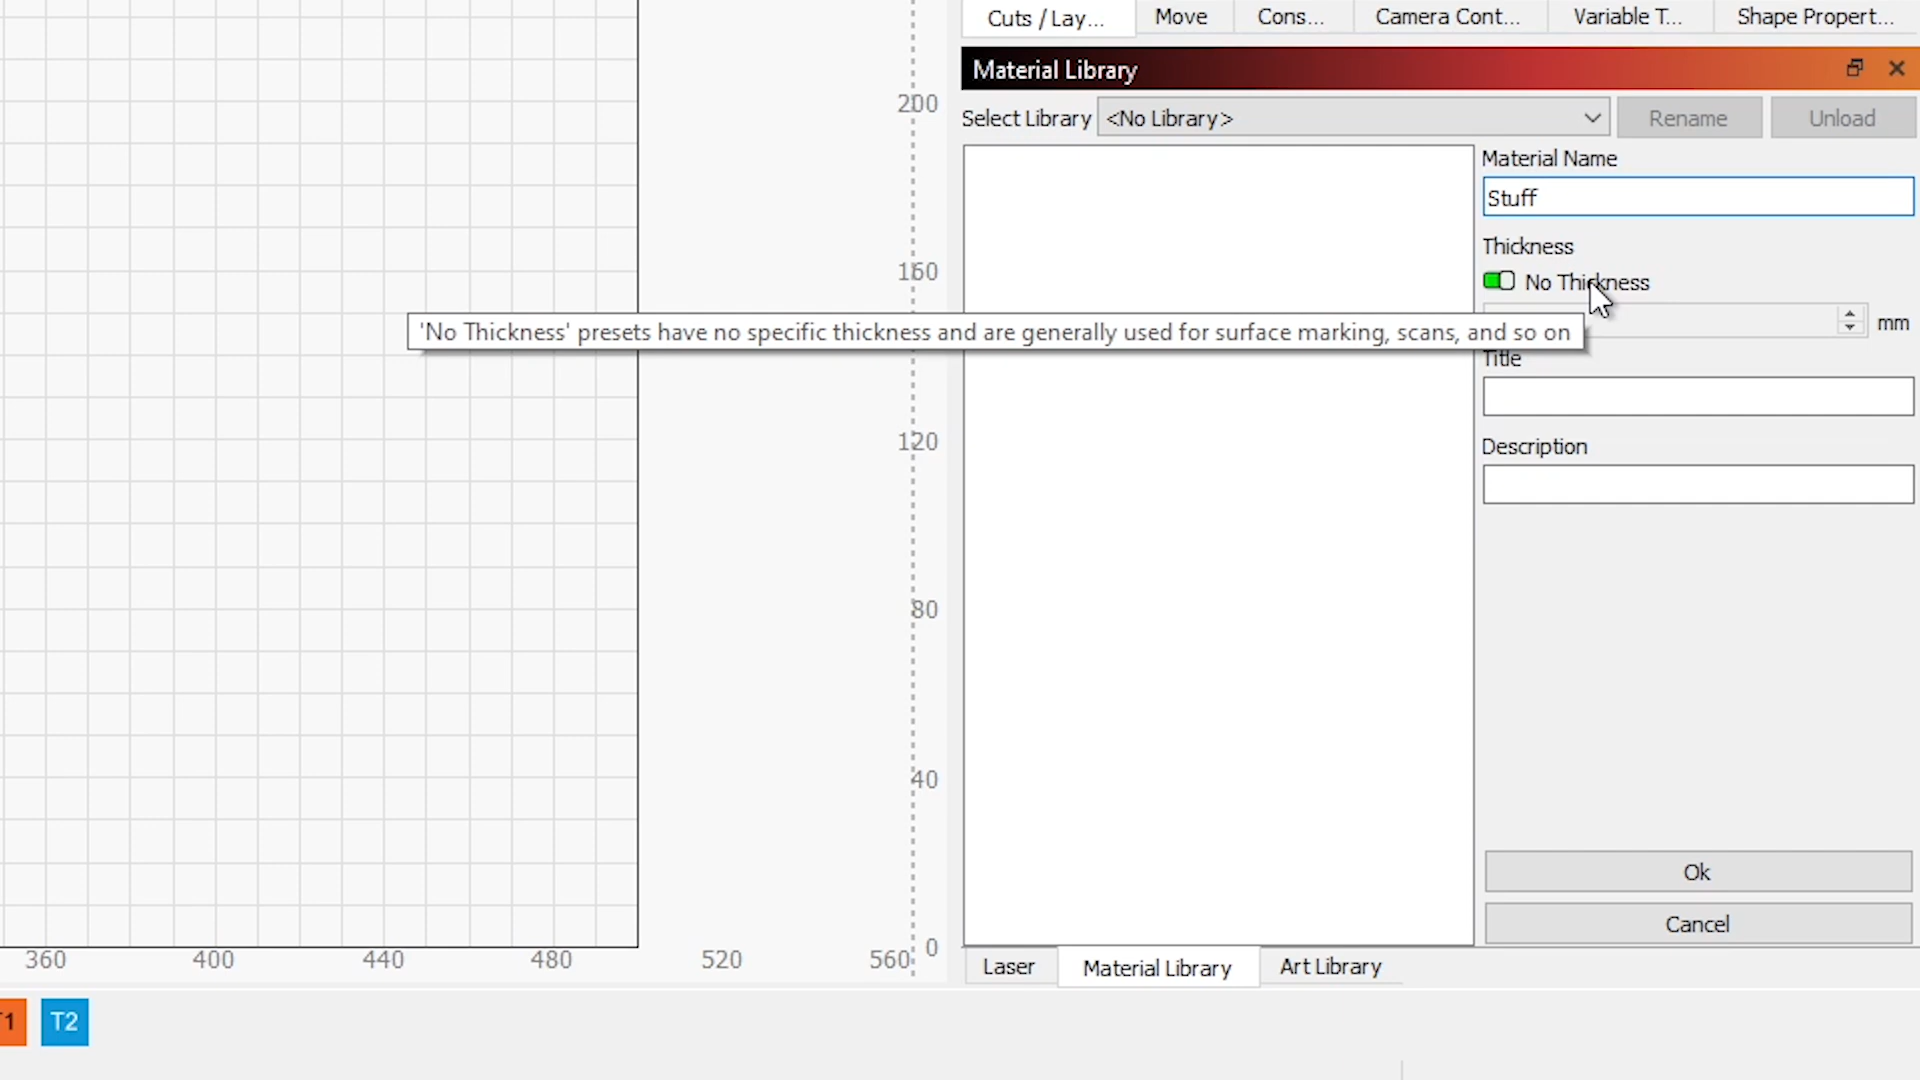 Cuts / Lay...
Move
Cons...
Camera Cont...
Variable T...
Shape Propert...
Material Library
Select Library
<No Library>
Rename
Unload
Material Name
Stuff
Thickness
No Thickness
'No Thickness' presets have no specific thickness and are generally used for surface marking, scans, and so on
mm
Title
Description
Ok
Cancel
200
160
120
80
40
0
360
400
440
480
520
560
Laser
Material Library
Art Library
T1
T2